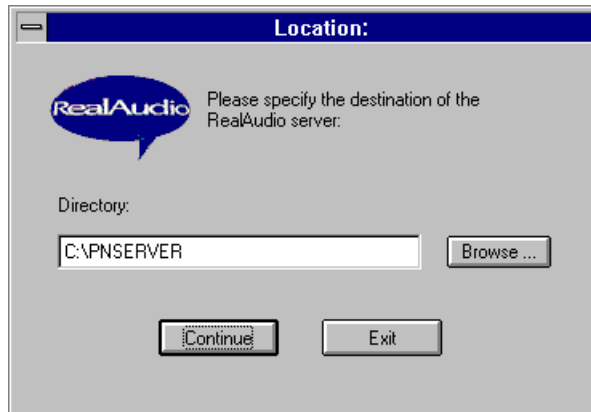 Location:
RealAudio
Please specify the destination of the
RealAudio server:
Directory:
C:\PNSERVER
Browse ...
Continue
Exit